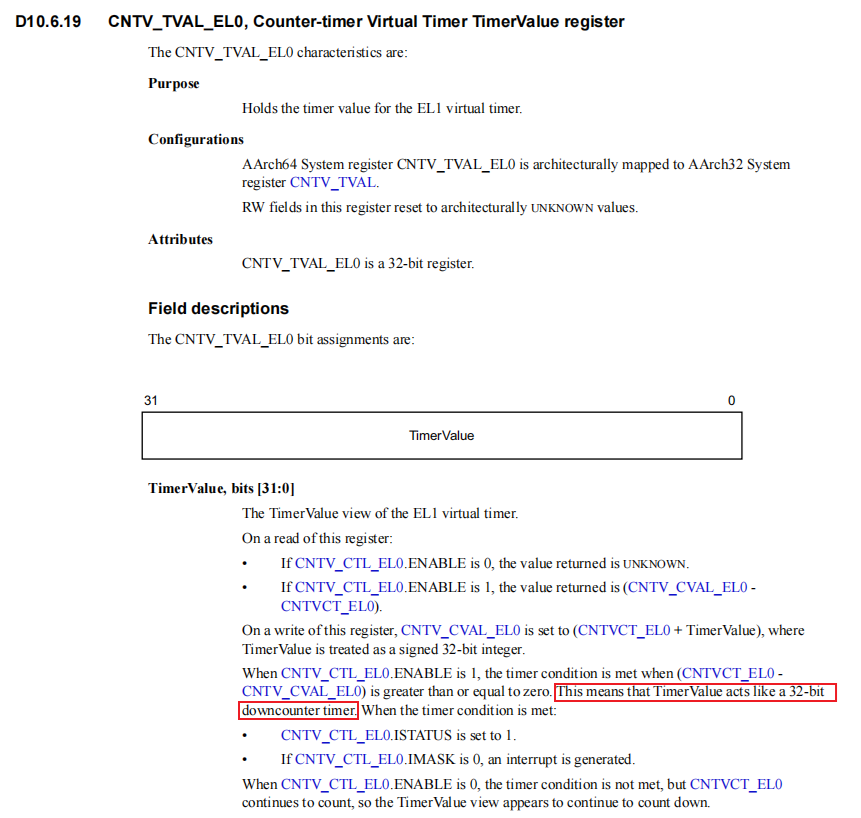 D10.6.19 CNTV_TVAL_EL0, Counter-timer Virtual Timer TimerValue register
The CNTV_TVAL_EL0 characteristics are:
Purpose
Holds the timer value for the EL1 virtual timer.
Configurations
AArch64 System register CNTV_TVAL_EL0 is architecturally mapped to AArch32 System
register CNTV_TVAL.
RW fields in this register reset to architecturally UNKNOWN values.
Attributes
CNTV_TVAL_EL0 is a 32-bit register.
Field descriptions
The CNTV_TVAL_EL0 bit assignments are:
31 0
TimerValue
TimerValue, bits [31:0]
The TimerValue view of the EL1 virtual timer.
On a read of this register:
• If CNTV_CTL_EL0.ENABLE is 0, the value returned is UNKNOWN.
• If CNTV_CTL_EL0.ENABLE is 1, the value returned is (CNTV_CVAL_EL0 -
CNTVCT_EL0).
On a write of this register, CNTV_CVAL_EL0 is set to (CNTVCT_EL0 + TimerValue), where
TimerValue is treated as a signed 32-bit integer.
When CNTV_CTL_EL0.ENABLE is 1, the timer condition is met when (CNTVCT_EL0 -
CNTV_CVAL_EL0) is greater than or equal to zero. This means that TimerValue acts like a 32-bit
downcounter timer. When the timer condition is met:
• CNTV_CTL_EL0.ISTATUS is set to 1.
• If CNTV_CTL_EL0.IMASK is 0, an interrupt is generated.
When CNTV_CTL_EL0.ENABLE is 0, the timer condition is not met, but CNTVCT_EL0
continues to count, so the TimerValue view appears to continue to count down.